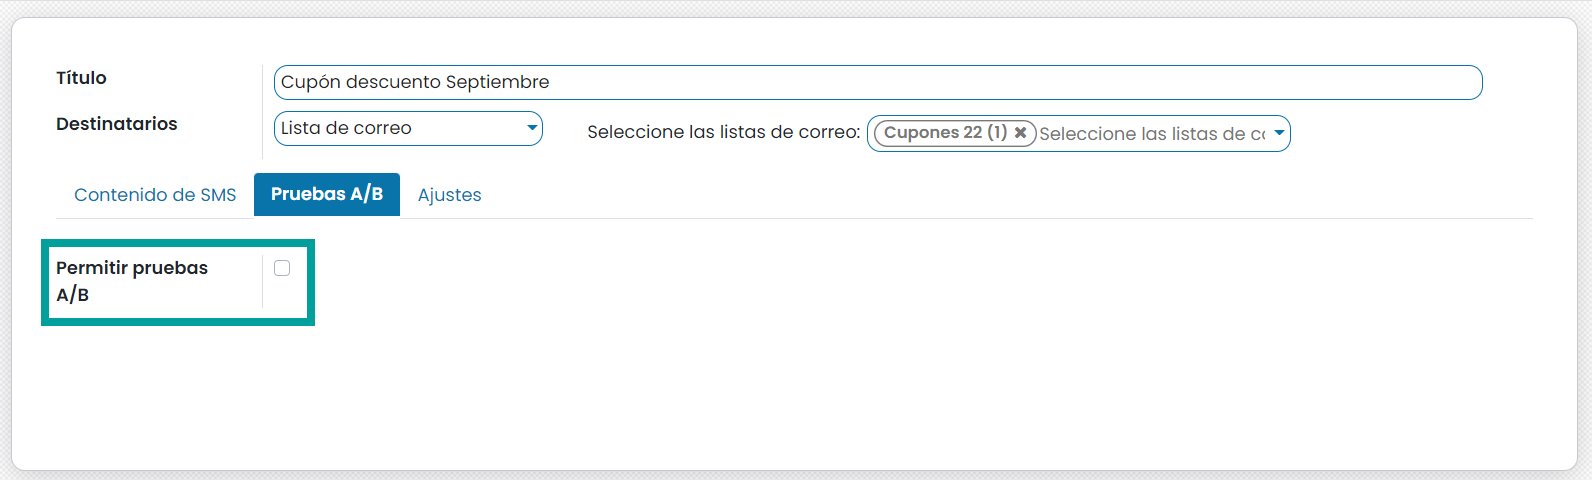 Título
Cupón descuento Septiembre
Destinatarios
Lista de correo
Seleccione las listas de correo:
Cupones 22 (1) ✖
Seleccione las listas de co
Contenido de SMS
Pruebas A/B
Ajustes
Permitir pruebas
A/B